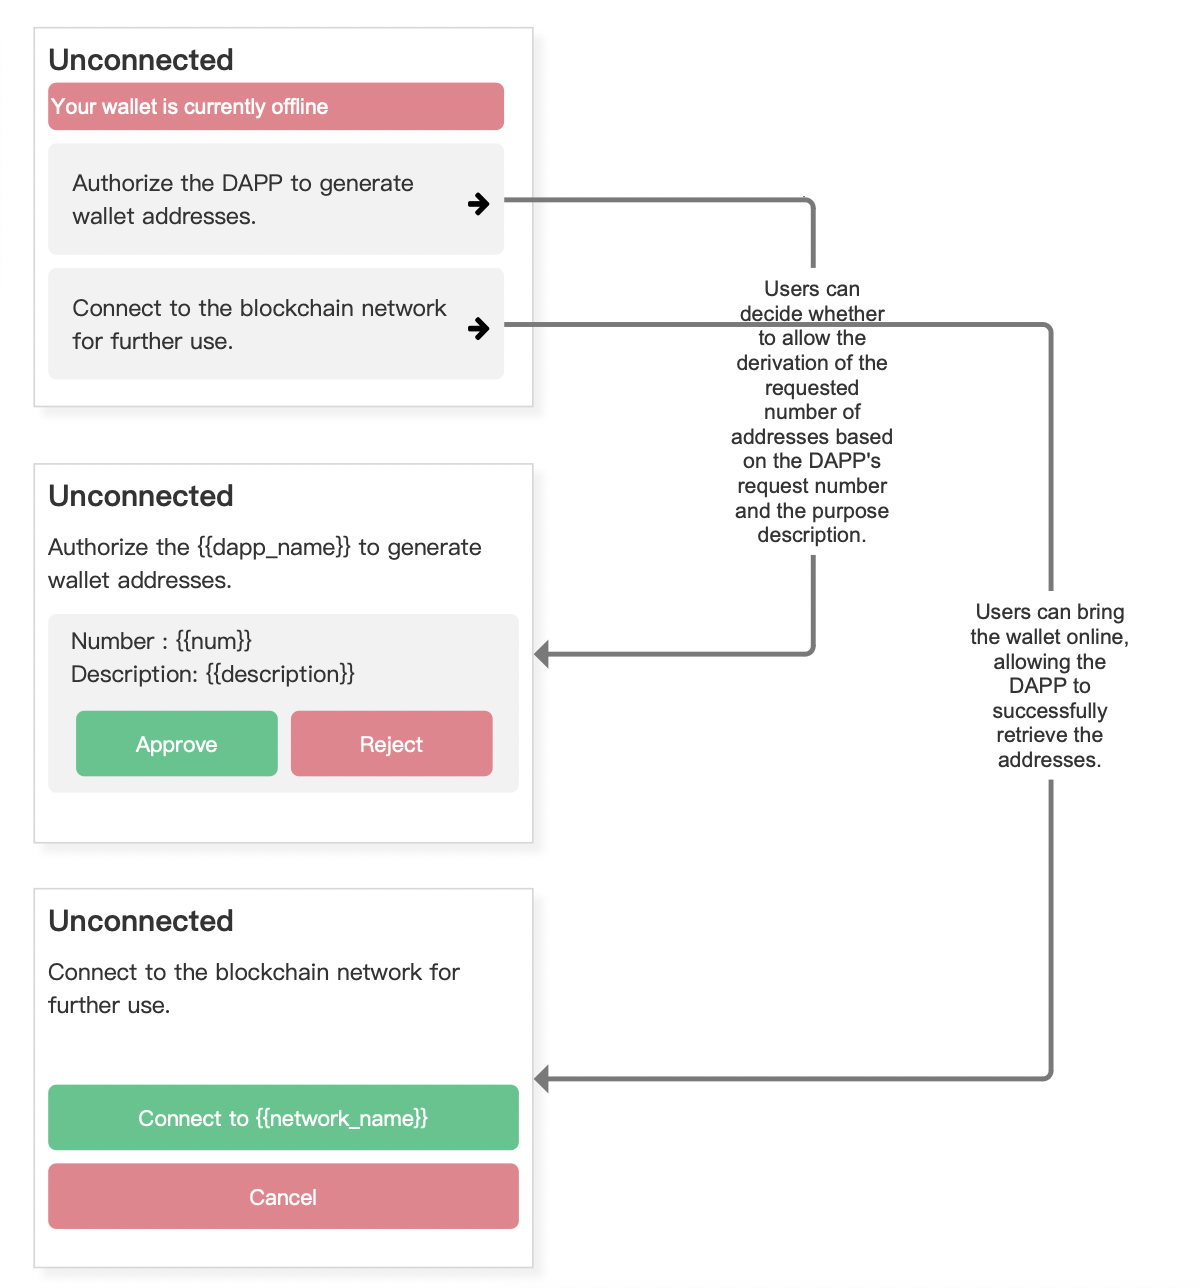 Unconnected
Your wallet is currently offline
Authorize the DAPP to generate
wallet addresses.
Connect to the blockchain network
for further use.
Users can
decide whether
to allow the
derivation of the
requested
number of
addresses based
on the DAPP's
request number
and the purpose
description.
Unconnected
Authorize the {{dapp_name}} to generate
wallet addresses.
Number : {{num}}
Description: {{description}}
Approve
Reject
Users can bring
the wallet online,
allowing the
DAPP to
successfully
retrieve the
addresses.
Unconnected
Connect to the blockchain network for
further use.
Connect to {{network_name}}
Cancel